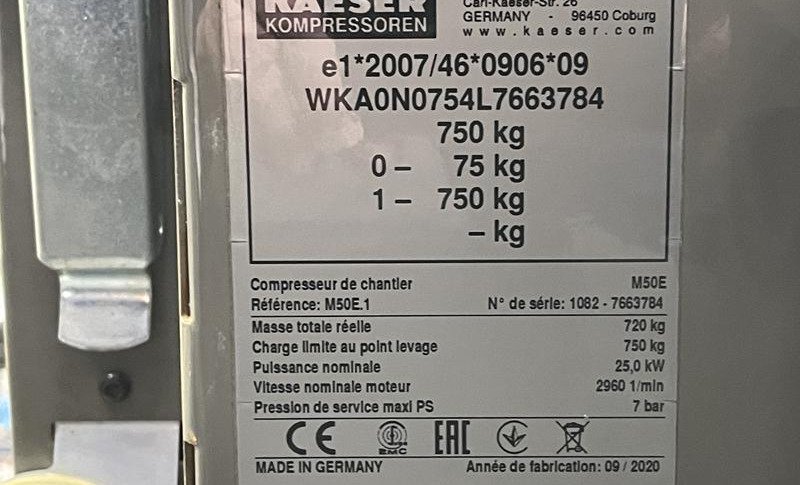 KAESER
KOMPRESSOREN
Carl-Kaeser-Str. 26
GERMANY - 96450 Coburg
www.kaeser.com
e1*2007/46*0906*09
WKA0N0754L7663784
750 kg
0 – 75 kg
1 – 750 kg
– kg
Compresseur de chantier M50E
Référence: M50E.1 N° de série: 1082 - 7663784
Masse totale réelle 720 kg
Charge limite au point levage 750 kg
Puissance nominale 25,0 kW
Vitesse nominale moteur 2960 1/min
Pression de service maxi PS 7 bar
CE EMC EAC
MADE IN GERMANY Année de fabrication: 09 / 2020